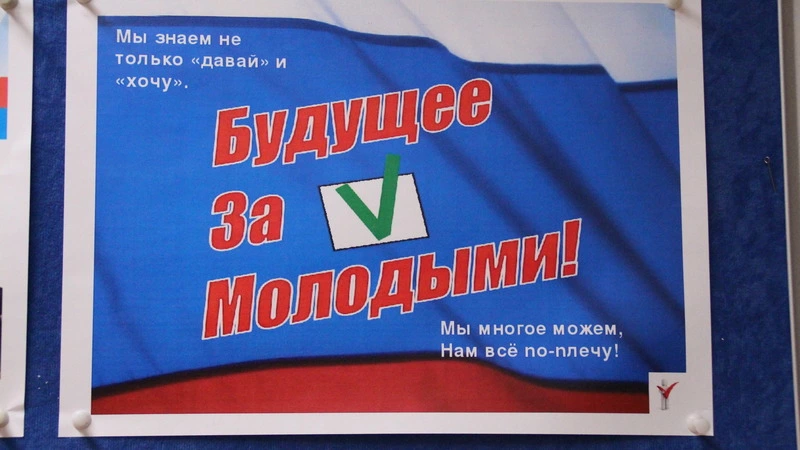 Мы знаем не
только «давай» и
«хочу».
Будущее
За
Молодыми!
Мы многое можем,
Нам всё по-плечу!